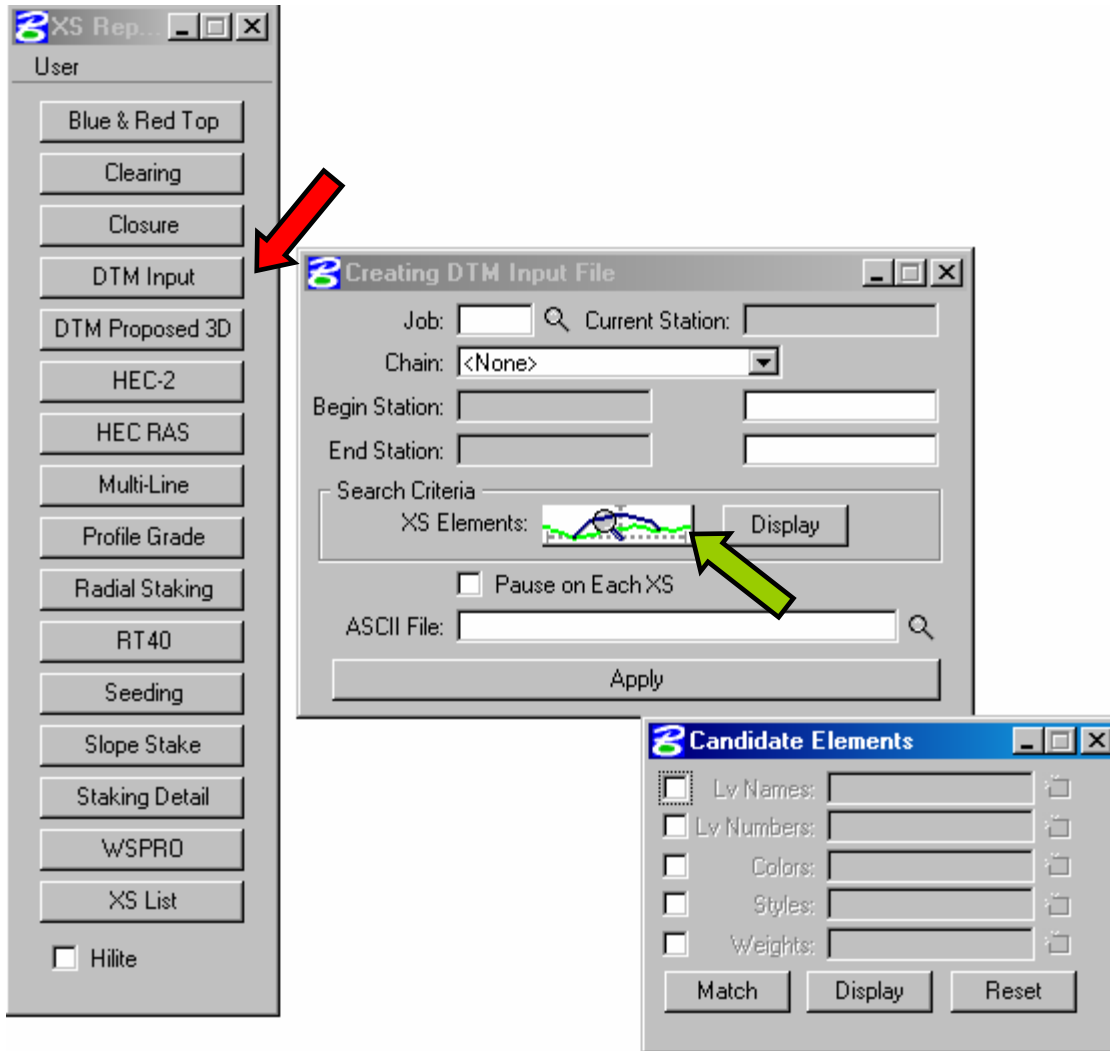 XS Rep...
User
Blue & Red Top
Clearing
Closure
DTM Input
DTM Proposed 3D
HEC-2
HEC RAS
Multi-Line
Profile Grade
Radial Staking
RT40
Seeding
Slope Stake
Staking Detail
WSPRO
XS List
Hilite
Creating DTM Input File
Job: Current Station:
Chain: <None>
Begin Station:
End Station:
Search Criteria
XS Elements: Display
Pause on Each XS
ASCII File:
Apply
Candidate Elements
Lv Names:
Lv Numbers:
Colors:
Styles:
Weights:
Match Display Reset